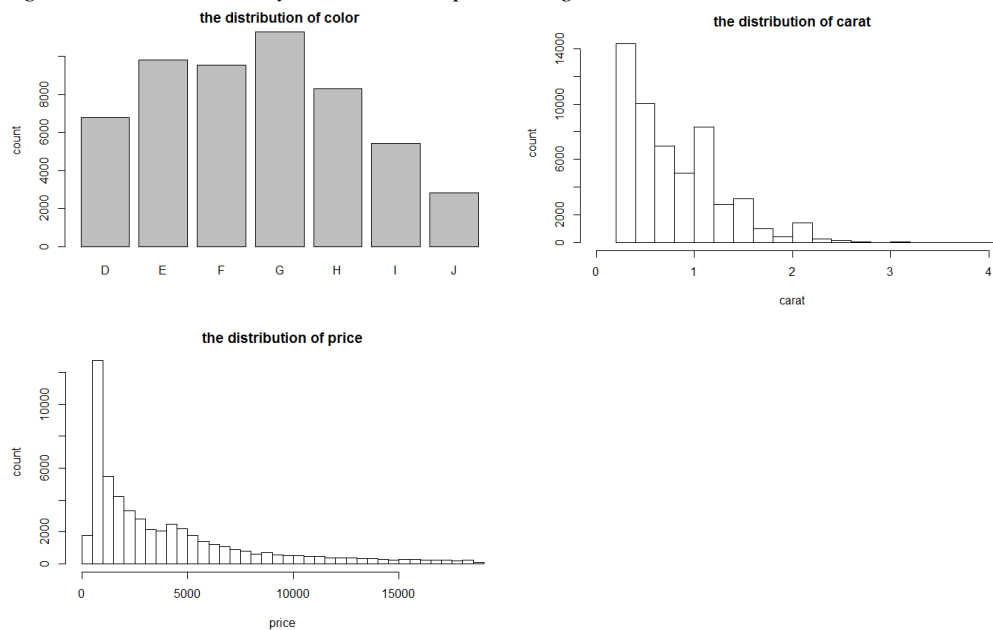 the distribution of color
count
0
2000
4000
6000
8000
D E F G H I J
the distribution of carat
count
0
2000
6000
10000
14000
0 1 2 3 4
carat
the distribution of price
count
0
2000
6000
10000
0 5000 10000 15000
price